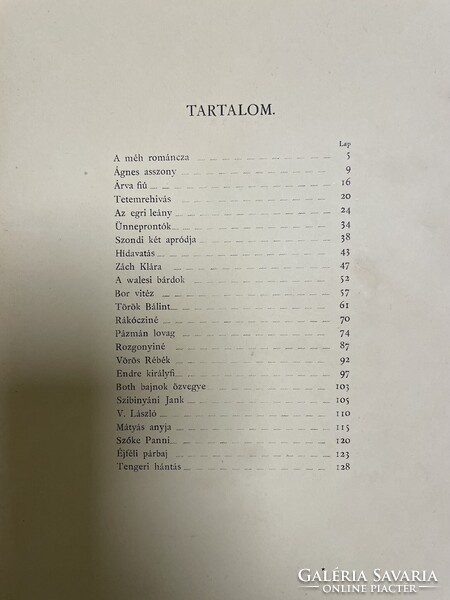 TARTALOM.
Lap
A méh románcza 5
Ágnes asszony 9
Árva fiú 16
Tetemrehivás 20
Az egri leány 24
Ünneprontók 34
Szondi két apródja 38
Hidavatás 43
Zách Klára 47
A walesi bárdok 52
Bor vitéz 57
Török Bálint 61
Rákócziné 70
Pázmán lovag 74
Rozgonyiné 87
Vörös Rébék 92
Endre királyfi 97
Both bajnok özvegye 103
Szibinyáni Jank 105
V. László 110
Mátyás anyja 115
Szőke Panni 120
Éjféli párbaj 123
Tengeri hántás 128
GALÉRIA SAVARIA
ONLINE PIACTÉR